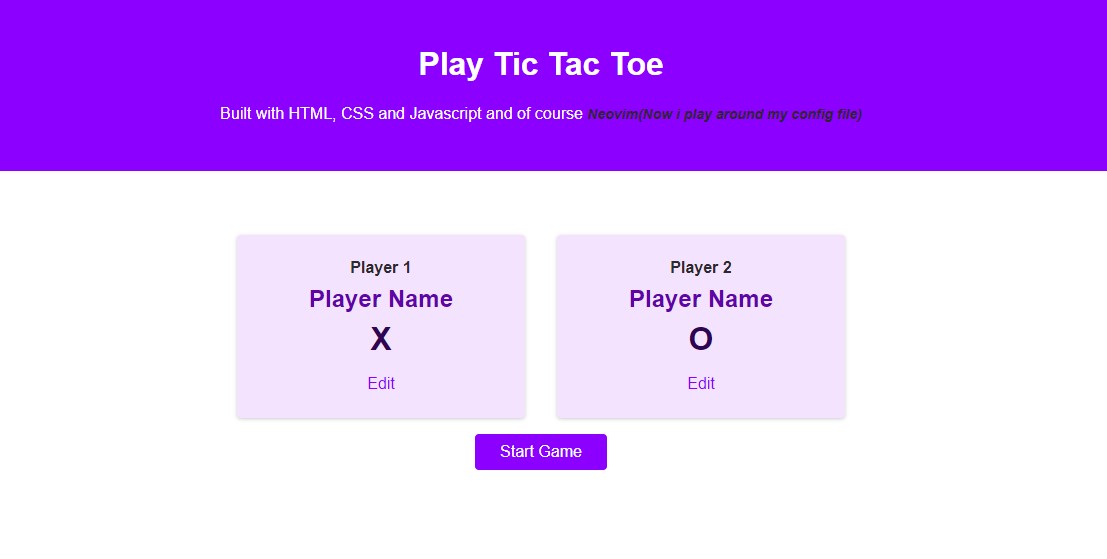 Play Tic Tac Toe
Built with HTML, CSS and Javascript and of course Neovim(Now i play around my config file)
Player 1
Player Name
X
Edit
Player 2
Player Name
O
Edit
Start Game